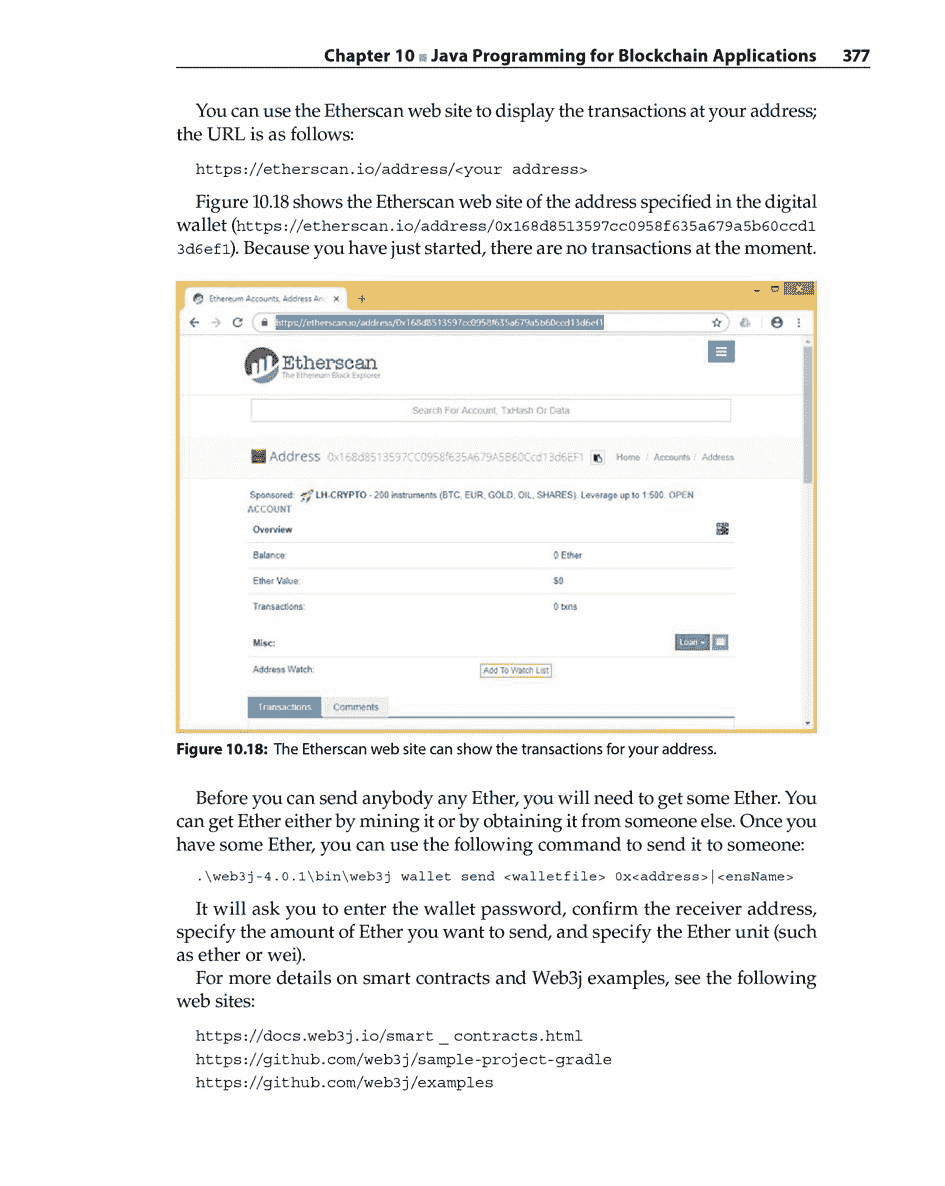 Chapter 10 ■ Java Programming for Blockchain Applications 377
You can use the Etherscan web site to display the transactions at your address;
the URL is as follows:
https://etherscan.io/address/<your address>
Figure 10.18 shows the Etherscan web site of the address specified in the digital
wallet (https://etherscan.io/address/0x168d8513597cc0958f635a679a5b60ccd1
3d6ef1). Because you have just started, there are no transactions at the moment.
Ethereum Accounts, Address An
https://etherscan.io/address/0x168d8513597cc0958f635a679a5b60ccd13d6ef1
Etherscan
The Ethereum Block Explorer
Search For Account, TxHash Or Data
Address 0x168d8513597CC0958f635A679A5B60Ccd13d6EF1 Home / Accounts / Address
Sponsored: LH-CRYPTO - 200 instruments (BTC, EUR, GOLD, OIL, SHARES). Leverage up to 1:500. OPEN
ACCOUNT
Overview
Balance: 0 Ether
Ether Value: $0
Transactions: 0 txns
Misc: Loan
Address Watch: Add To Watch List
Transactions Comments
Figure 10.18: The Etherscan web site can show the transactions for your address.
Before you can send anybody any Ether, you will need to get some Ether. You
can get Ether either by mining it or by obtaining it from someone else. Once you
have some Ether, you can use the following command to send it to someone:
.\web3j-4.0.1\bin\web3j wallet send <walletfile> 0x<address>|<ensName>
It will ask you to enter the wallet password, confirm the receiver address,
specify the amount of Ether you want to send, and specify the Ether unit (such
as ether or wei).
For more details on smart contracts and Web3j examples, see the following
web sites:
https://docs.web3j.io/smart _ contracts.html
https://github.com/web3j/sample-project-gradle
https://github.com/web3j/examples